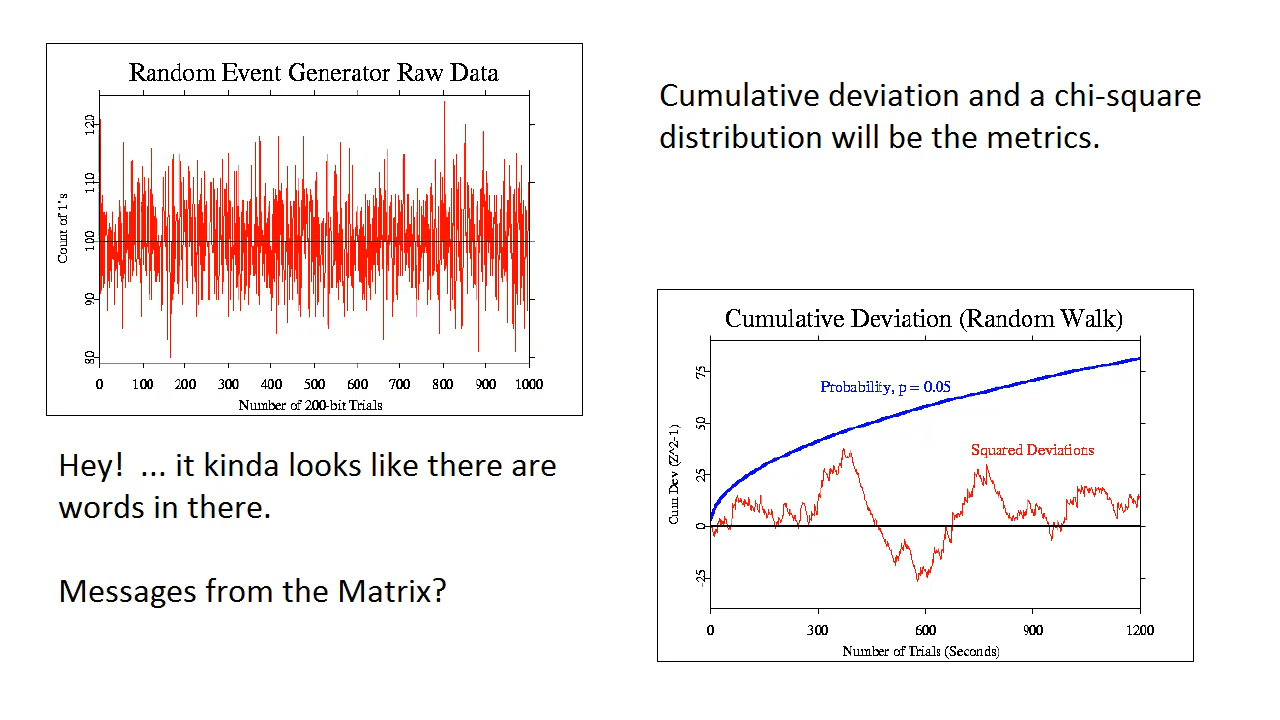 Random Event Generator Raw Data
120
110
100
90
80
Count of 1's
0 100 200 300 400 500 600 700 800 900 1000
Number of 200-bit Trials
Hey! ... it kinda looks like there are
words in there.
Messages from the Matrix?
Cumulative deviation and a chi-square
distribution will be the metrics.
Cumulative Deviation (Random Walk)
75
50
25
0
-25
Cum Dev (Z^2-1)
Probability, p = 0.05
Squared Deviations
0 300 600 900 1200
Number of Trials (Seconds)